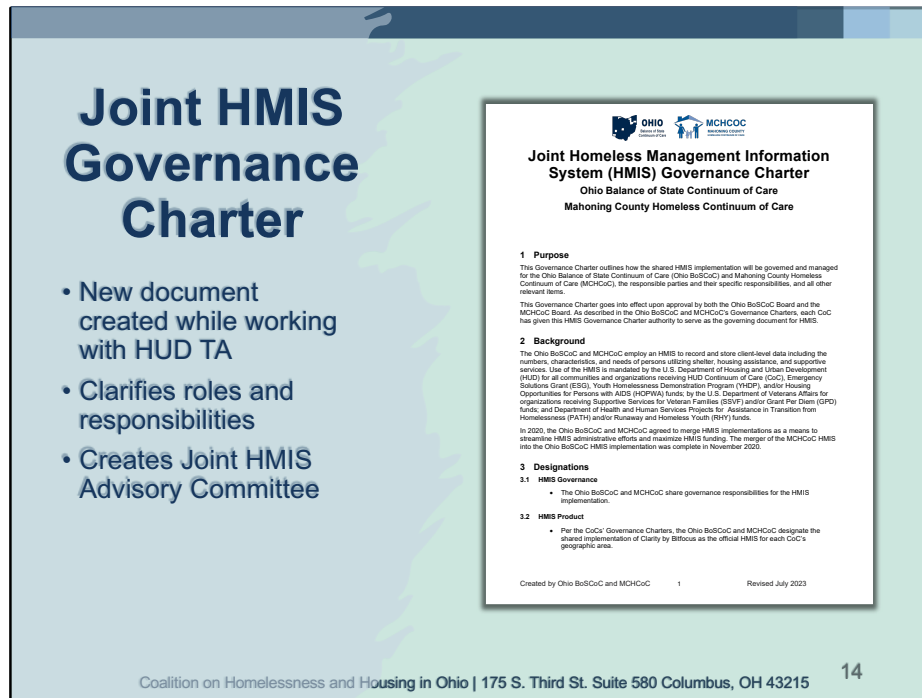 Joint HMIS
Governance
Charter
• New document
created while working
with HUD TA
• Clarifies roles and
responsibilities
• Creates Joint HMIS
Advisory Committee
OHIO
Balance of State
Continuum of Care
MCHCOC
MAHONING COUNTY
HOMELESS CONTINUUM OF CARE
Joint Homeless Management Information
System (HMIS) Governance Charter
Ohio Balance of State Continuum of Care
Mahoning County Homeless Continuum of Care
1 Purpose
This Governance Charter outlines how the shared HMIS implementation will be governed and managed
for the Ohio Balance of State Continuum of Care (Ohio BoSCoC) and Mahoning County Homeless
Continuum of Care (MCHCoC), the responsible parties and their specific responsibilities, and all other
relevant items.
This Governance Charter goes into effect upon approval by both the Ohio BoSCoC Board and the
MCHCoC Board. As described in the Ohio BoSCoC and MCHCoC's Governance Charters, each CoC
has given this HMIS Governance Charter authority to serve as the governing document for HMIS.
2 Background
The Ohio BoSCoC and MCHCoC employ an HMIS to record and store client-level data including the
numbers, characteristics, and needs of persons utilizing shelter, housing assistance, and supportive
services. Use of the HMIS is mandated by the U.S. Department of Housing and Urban Development
(HUD) for all communities and organizations receiving HUD Continuum of Care (CoC), Emergency
Solutions Grant (ESG), Youth Homelessness Demonstration Program (YHDP), and/or Housing
Opportunities for Persons with AIDS (HOPWA) funds; by the U.S. Department of Veterans Affairs for
organizations receiving Supportive Services for Veteran Families (SSVF) and/or Grant Per Diem (GPD)
funds; and Department of Health and Human Services Projects for Assistance in Transition from
Homelessness (PATH) and/or Runaway and Homeless Youth (RHY) funds.
In 2020, the Ohio BoSCoC and MCHCoC agreed to merge HMIS implementations as a means to
streamline HMIS administrative efforts and maximize HMIS funding. The merger of the MCHCoC HMIS
into the Ohio BoSCoC HMIS implementation was complete in November 2020.
3 Designations
3.1 HMIS Governance
• The Ohio BoSCoC and MCHCoC share governance responsibilities for the HMIS
implementation.
3.2 HMIS Product
• Per the CoCs' Governance Charters, the Ohio BoSCoC and MCHCoC designate the
shared implementation of Clarity by Bitfocus as the official HMIS for each CoC's
geographic area.
Created by Ohio BoSCoC and MCHCoC 1 Revised July 2023
Coalition on Homelessness and Housing in Ohio | 175 S. Third St. Suite 580 Columbus, OH 43215
14